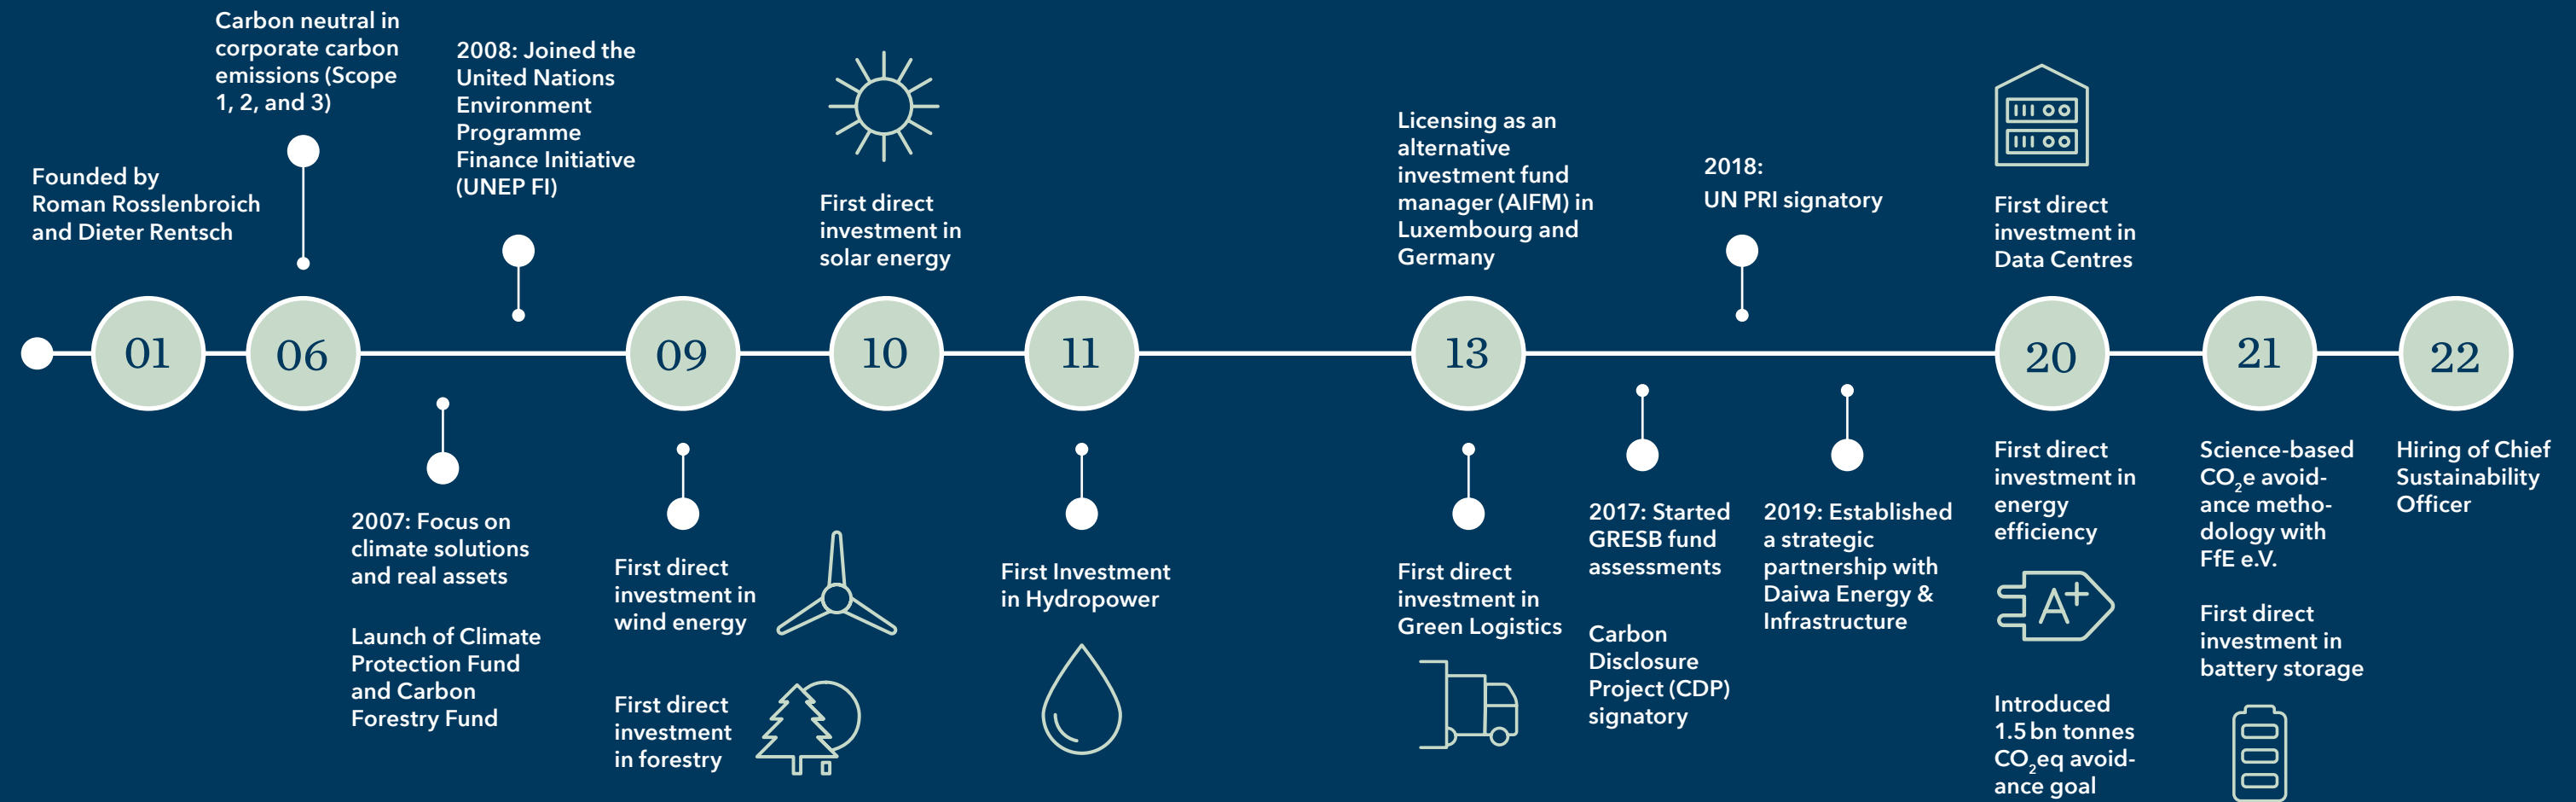 Founded by
Roman Rosslenbroich
and Dieter Rentsch
01
Carbon neutral in
corporate carbon
emissions (Scope
1, 2, and 3)
06
2007: Focus on
climate solutions
and real assets
Launch of Climate
Protection Fund
and Carbon
Forestry Fund
2008: Joined the
United Nations
Environment
Programme
Finance Initiative
(UNEP FI)
09
First direct
investment in
wind energy
First direct
investment
in forestry
First direct
investment in
solar energy
10
11
First Investment
in Hydropower
Licensing as an
alternative
investment fund
manager (AIFM) in
Luxembourg and
Germany
13
First direct
investment in
Green Logistics
2017: Started
GRESB fund
assessments
Carbon
Disclosure
Project (CDP)
signatory
2018:
UN PRI signatory
2019: Established
a strategic
partnership with
Daiwa Energy &
Infrastructure
First direct
investment in
Data Centres
20
First direct
investment in
energy
efficiency
A+
Introduced
1.5 bn tonnes
CO₂eq avoid-
ance goal
21
Science-based
CO₂e avoid-
ance metho-
dology with
FfE e.V.
First direct
investment in
battery storage
22
Hiring of Chief
Sustainability
Officer